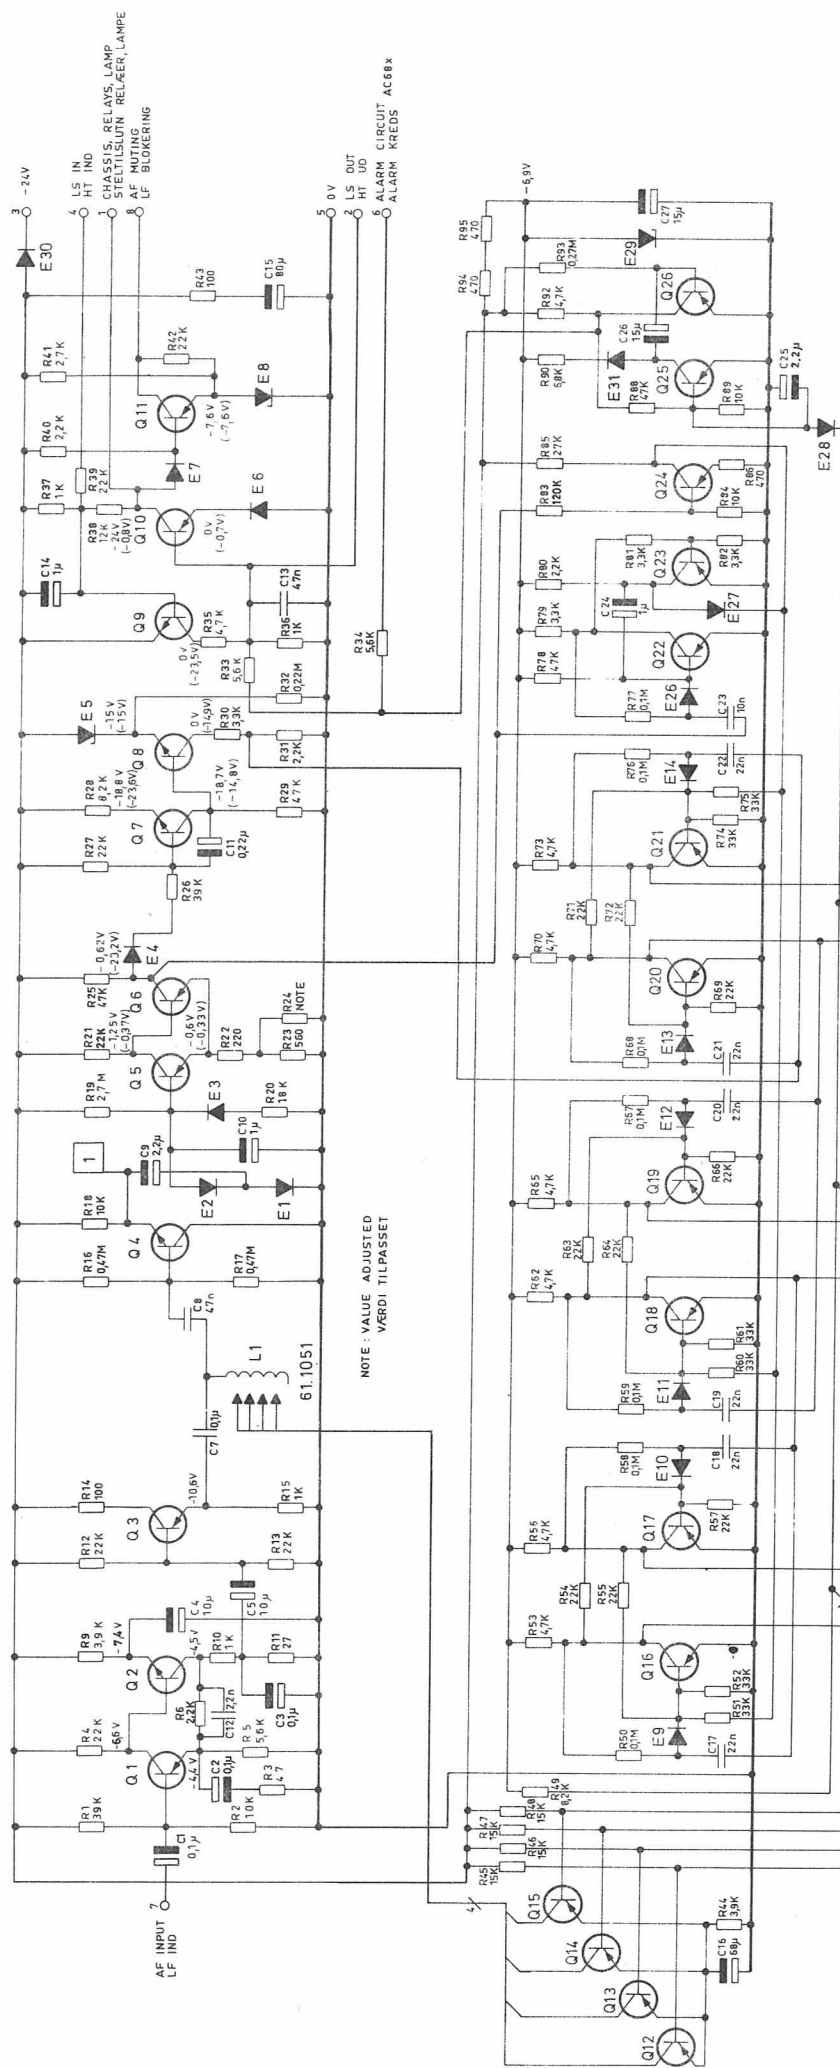 AF INPUT
LF IND
7
C1
0,1µ
R1
39K
R2
10K
Q1
R4
22K
-6,6V
-4,4V
C2
0,1µ
R3
47
R5
5,6K
R6
2,2K
C12
2,2n
Q2
R9
3,9K
-7,4V
-4,5V
C4
10µ
R10
1K
R11
27
C3
0,1µ
C5
10µ
R12
22K
R13
22K
Q3
R14
100
-10,6V
R15
1K
C7
0,1µ
L1
61.1051
C8
47n
R16
0,47M
R17
0,47M
Q4
R18
10K
1
C9
2,2µ
E2
E1
C10
1µ
R19
2,7M
E3
R20
18K
Q5
R21
22K
-1,25V
(-0,37V)
Q6
-0,6V
(-0,33V)
R22
220
R23
560
R24
NOTE
R25
47K
-0,62V
(-23,2V)
E4
R26
39K
R27
22K
Q7
R28
8,2K
-18,8V
(-23,6V)
C11
0,22µ
-18,7V
(-14,8V)
R29
47K
Q8
E5
-15V
(-15V)
0V
(-14,9V)
R30
3,3K
R31
2,2K
R32
0,22M
R33
5,6K
Q9
0V
(-23,5V)
R35
4,7K
R36
1K
C13
47n
R34
5,6K
C14
1µ
R37
1K
R38
12K
-24V
(-0,8V)
R39
22K
Q10
0V
(-0,7V)
E6
E7
R40
2,2K
R41
2,7K
Q11
-7,6V
(-7,6V)
R42
22K
E8
R43
100
C15
80µ
E30
3
-24V
4
LS IN
HT IND
1
CHASSIS, RELAYS, LAMP
STELTILSLUTN RELÆER, LAMPE
8
AF MUTING
LF BLOKERING
5
0V
2
LS OUT
HT UD
6
ALARM CIRCUIT AC68x
ALARM KREDS
NOTE: VALUE ADJUSTED
VÆRDI TILPASSET
4
Q12
Q13
Q14
Q15
C16
68µ
R44
3,9K
R45
15K
R46
15K
R47
15K
R48
15K
R49
8,2K
R50
0,1M
E9
C17
22n
R51
33K
R52
33K
Q16
R53
4,7K
R54
22K
R55
22K
Q17
R56
4,7K
R57
22K
E10
R58
0,1M
C18
22n
R59
0,1M
E11
C19
22n
R60
33K
R61
33K
Q18
R62
4,7K
R63
22K
R64
22K
Q19
R65
4,7K
R66
22K
E12
R67
0,1M
C20
22n
R68
0,1M
E13
C21
22n
R69
22K
Q20
R70
4,7K
R71
22K
R72
22K
Q21
R73
4,7K
R74
33K
R75
33K
E14
R76
0,1M
C22
22n
C23
10n
R77
0,1M
E26
R78
47K
Q22
R79
3,3K
C24
1µ
R80
2,2K
E27
Q23
R81
3,3K
R82
3,3K
R83
120K
R84
10K
Q24
R85
27K
R86
470
E28
C25
2,2µ
R88
47K
R89
10K
Q25
E31
R90
6,8K
C26
15µ
R92
4,7K
R93
0,27M
Q26
R94
470
R95
470
E29
-6,9V
C27
15µ